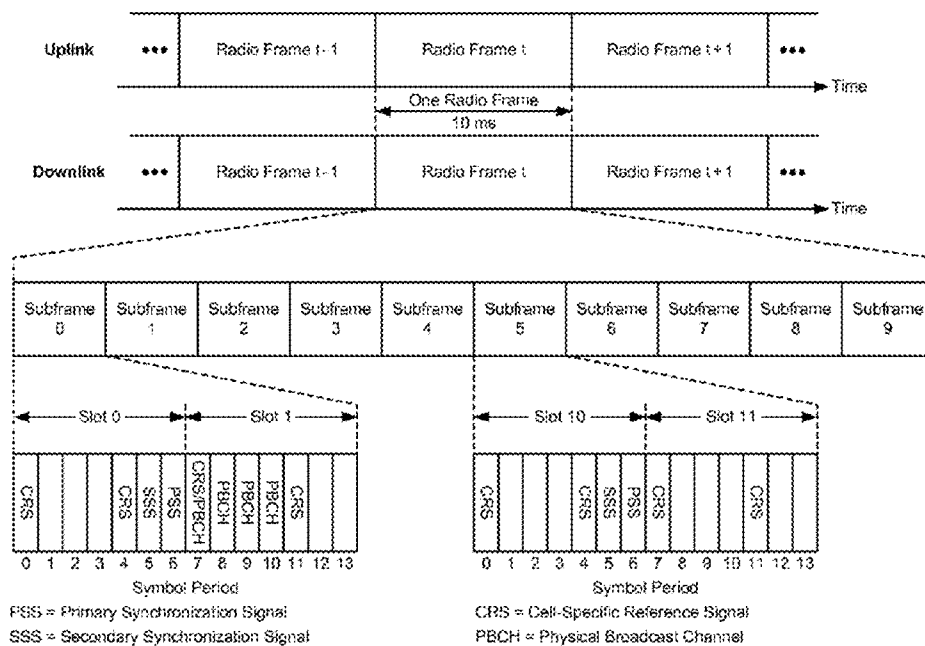 Uplink ••• Radio Frame t - 1 Radio Frame t Radio Frame t + 1 •••
Time
One Radio Frame
10 ms
Downlink ••• Radio Frame t - 1 Radio Frame t Radio Frame t + 1 •••
Time
Subframe 0
Subframe 1
Subframe 2
Subframe 3
Subframe 4
Subframe 5
Subframe 6
Subframe 7
Subframe 8
Subframe 9
Slot 0 Slot 1
CRS CRS SSS PSS CRS/PBCH PBCH PBCH PBCH CRS
0 1 2 3 4 5 6 7 8 9 10 11 12 13
Symbol Period
Slot 10 Slot 11
CRS CRS SSS PSS CRS CRS
0 1 2 3 4 5 6 7 8 9 10 11 12 13
Symbol Period
PSS = Primary Synchronization Signal
SSS = Secondary Synchronization Signal
CRS = Cell-Specific Reference Signal
PBCH = Physical Broadcast Channel